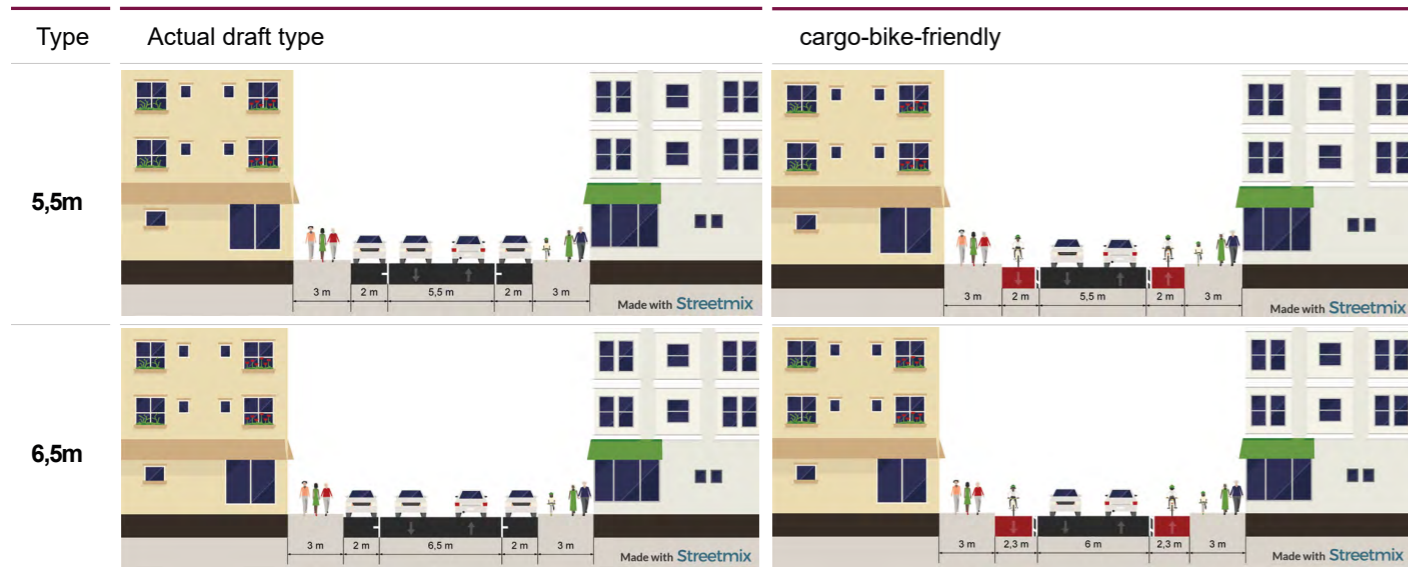 Type Actual draft type cargo-bike-friendly
5,5m
3 m 2 m 5,5 m 2 m 3 m
Made with Streetmix
3 m 2 m 5,5 m 2 m 3 m
Made with Streetmix
6,5m
3 m 2 m 6,5 m 2 m 3 m
Made with Streetmix
3 m 2,3 m 6 m 2,3 m 3 m
Made with Streetmix